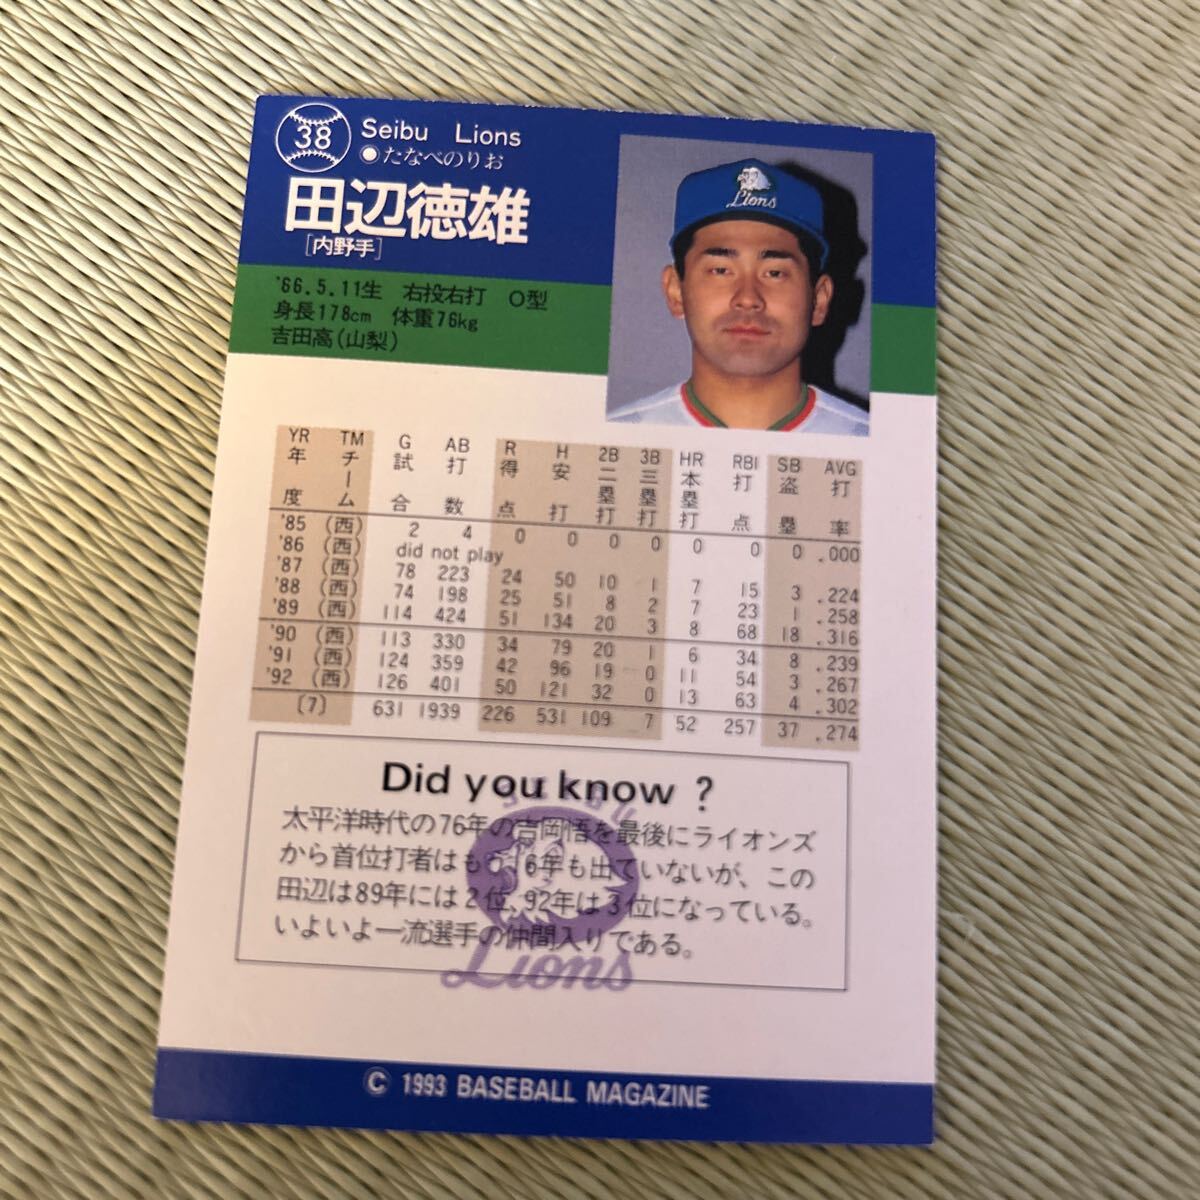 38
Seibu Lions
●たなべのりお
田辺徳雄
[内野手]
Lions
'66.5.11生 右投右打 O型
身長178cm 体重76kg
吉田高(山梨)
YR TM G AB R H 2B 3B HR RBI SB AVG
年度 チーム 試合 打数 得点 安打 二塁打 三塁打 本塁打 打点 盗塁 打率
'85 (西) 2 4 0 0 0 0 0 0 0 .000
'86 (西) did not play
'87 (西) 78 223 24 50 10 1 7 15 3 .224
'88 (西) 74 198 25 51 8 2 7 23 1 .258
'89 (西) 114 424 51 134 20 3 8 68 18 .316
'90 (西) 113 330 34 79 20 1 6 34 8 .239
'91 (西) 124 359 42 96 19 0 11 54 3 .267
'92 (西) 126 401 50 121 32 0 13 63 4 .302
〔7〕 631 1939 226 531 109 7 52 257 37 .274
Did you know ?
太平洋時代の76年の吉岡悟を最後にライオンズ
から首位打者はもう16年も出ていないが、この
田辺は89年には2位、92年は3位になっている。
いよいよ一流選手の仲間入りである。
SEIBU
Lions
© 1993 BASEBALL MAGAZINE